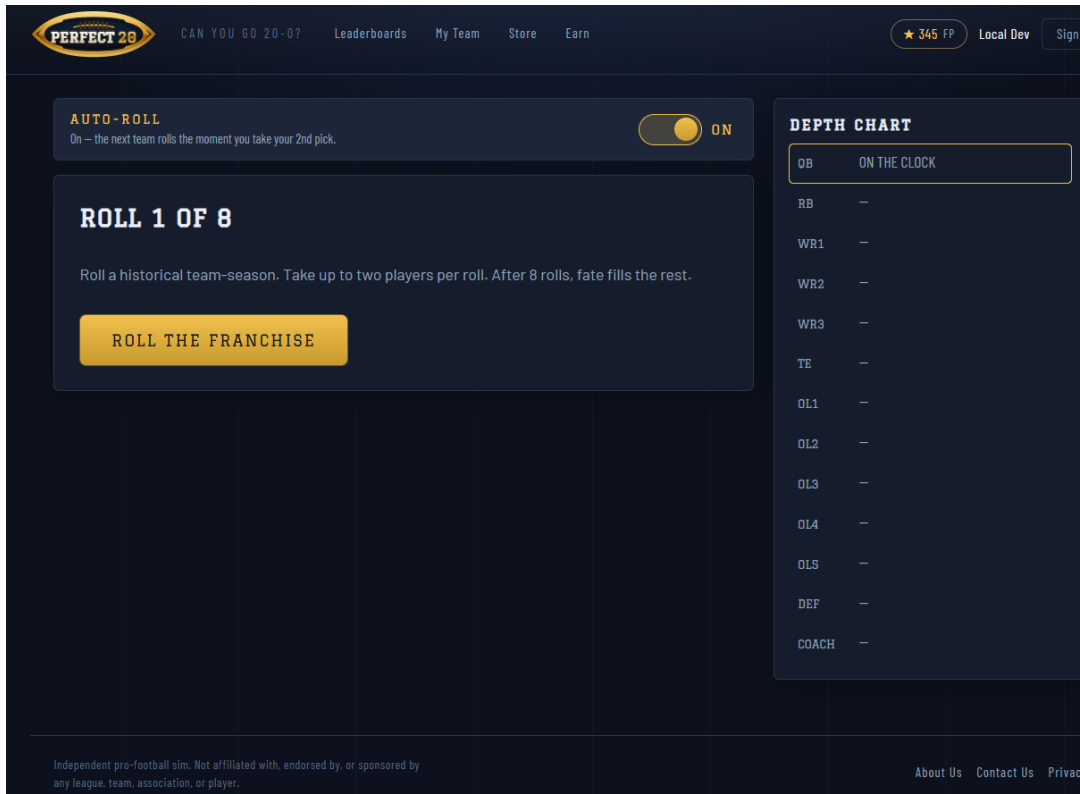 PERFECT 20
CAN YOU GO 20-0?
Leaderboards
My Team
Store
Earn
★ 345 FP
Local Dev
Sign
AUTO-ROLL
On — the next team rolls the moment you take your 2nd pick.
ON
ROLL 1 OF 8
Roll a historical team-season. Take up to two players per roll. After 8 rolls, fate fills the rest.
ROLL THE FRANCHISE
DEPTH CHART
QB ON THE CLOCK
RB —
WR1 —
WR2 —
WR3 —
TE —
OL1 —
OL2 —
OL3 —
OL4 —
OL5 —
DEF —
COACH —
Independent pro-football sim. Not affiliated with, endorsed by, or sponsored by
any league, team, association, or player.
About Us
Contact Us
Privac